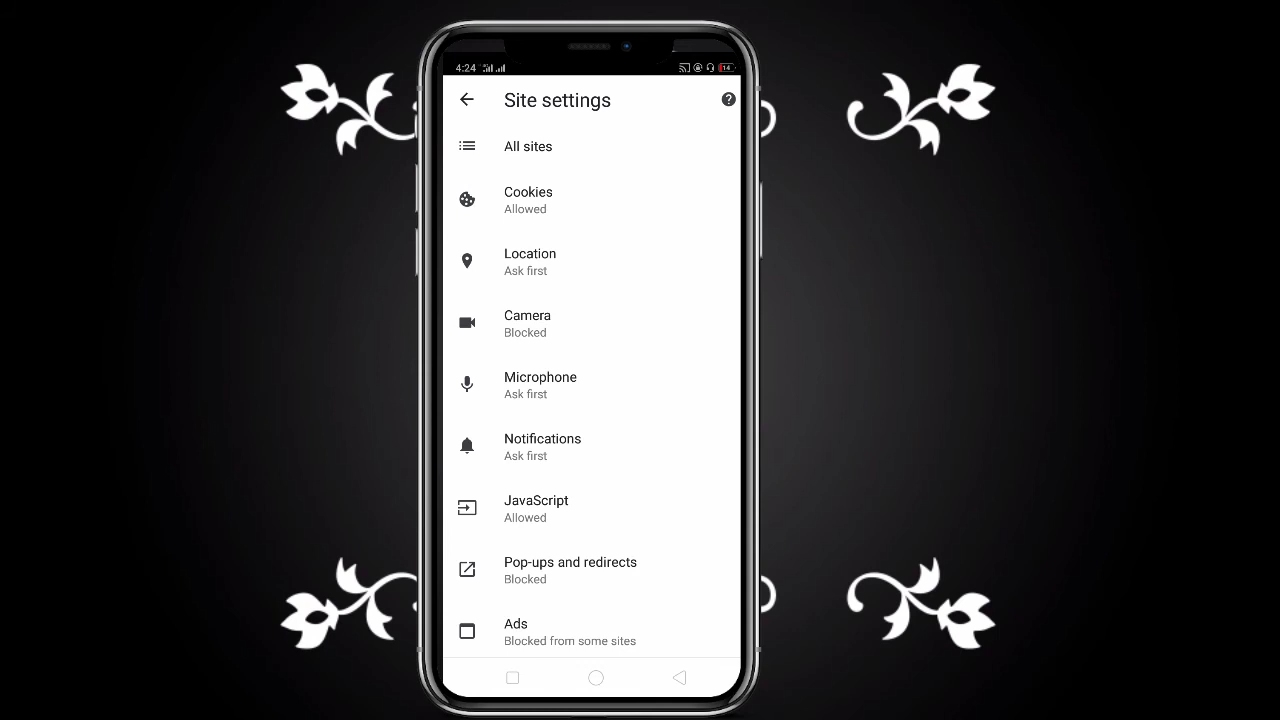 4:24
14
Site settings
All sites
Cookies
Allowed
Location
Ask first
Camera
Blocked
Microphone
Ask first
Notifications
Ask first
JavaScript
Allowed
Pop-ups and redirects
Blocked
Ads
Blocked from some sites